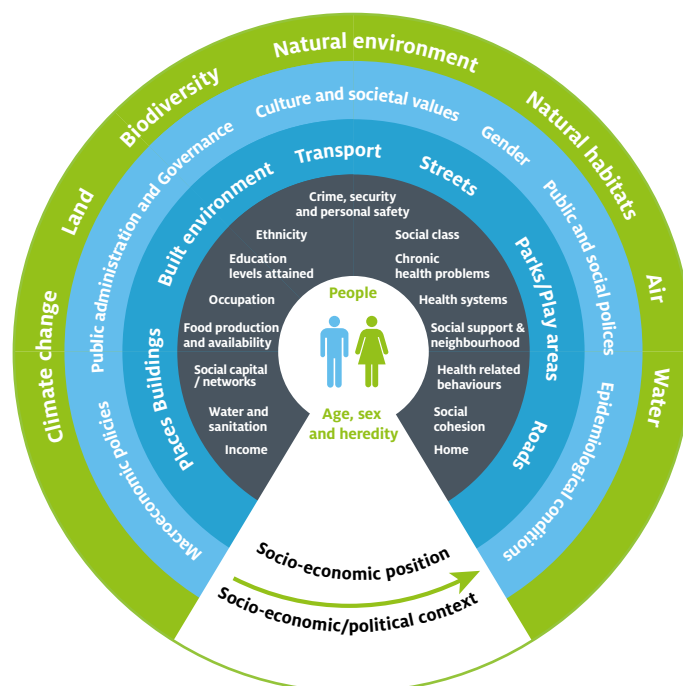 Natural environment
Biodiversity
Natural habitats
Land
Air
Climate change
Water
Culture and societal values
Public administration and Governance
Gender
Public and social polices
Macroeconomic policies
Epidemiological conditions
Transport
Built environment
Streets
Parks/Play areas
Places Buildings
Roads
Crime, security
and personal safety
Ethnicity
Social class
Education
levels attained
Chronic
health problems
Occupation
Health systems
Food production
and availability
Social support &
neighbourhood
Social capital
/ networks
Health related
behaviours
Water and
sanitation
Social
cohesion
Income
Home
People
Age, sex
and heredity
Socio-economic position
Socio-economic/political context